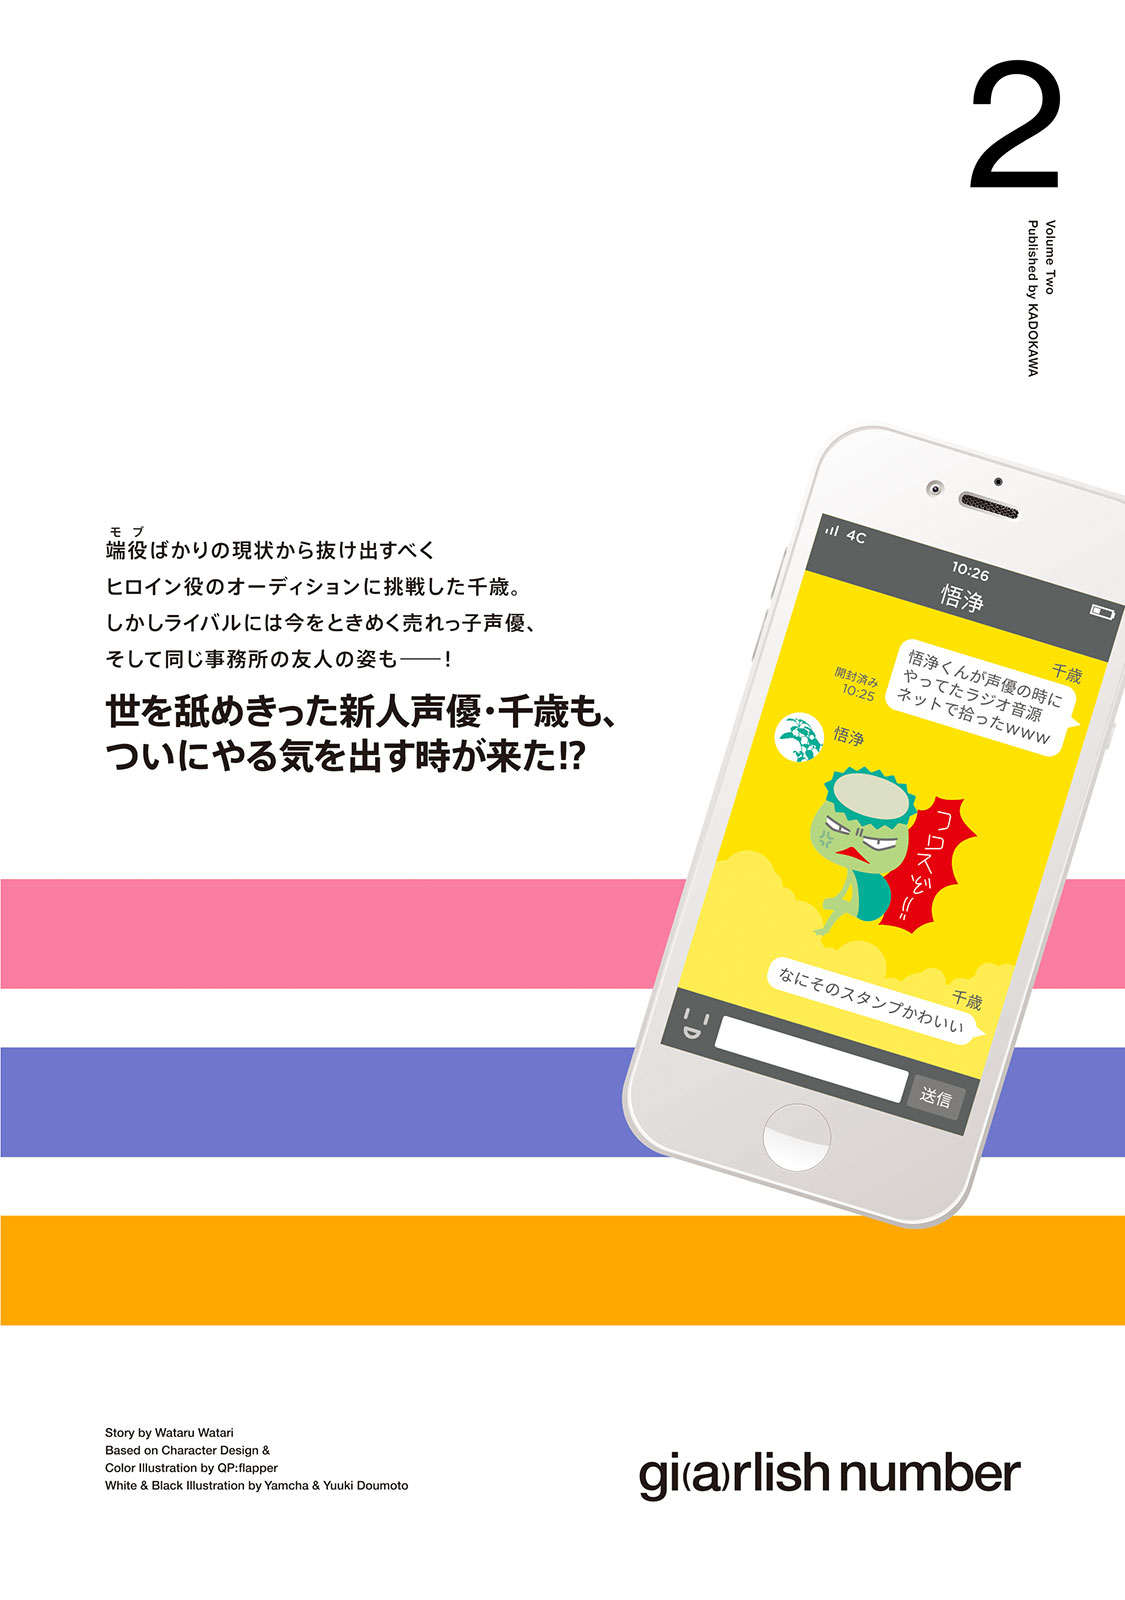 2
Volume Two
Published by KADOKAWA
モブ
端役ばかりの現状から抜け出すべく
ヒロイン役のオーディションに挑戦した千歳。
しかしライバルには今をときめく売れっ子声優、
そして同じ事務所の友人の姿も――！
世を舐めきった新人声優・千歳も、
ついにやる気を出す時が来た!?
4C
10:26
悟浄
千歳
悟浄くんが声優の時に
やってたラジオ音源
ネットで拾ったwww
開封済み
10:25
悟浄
コロスぞ!!
千歳
なにそのスタンプかわいい
送信
Story by Wataru Watari
Based on Character Design &
Color Illustration by QP:flapper
White & Black Illustration by Yamcha & Yuuki Doumoto
gi(a)rlish number